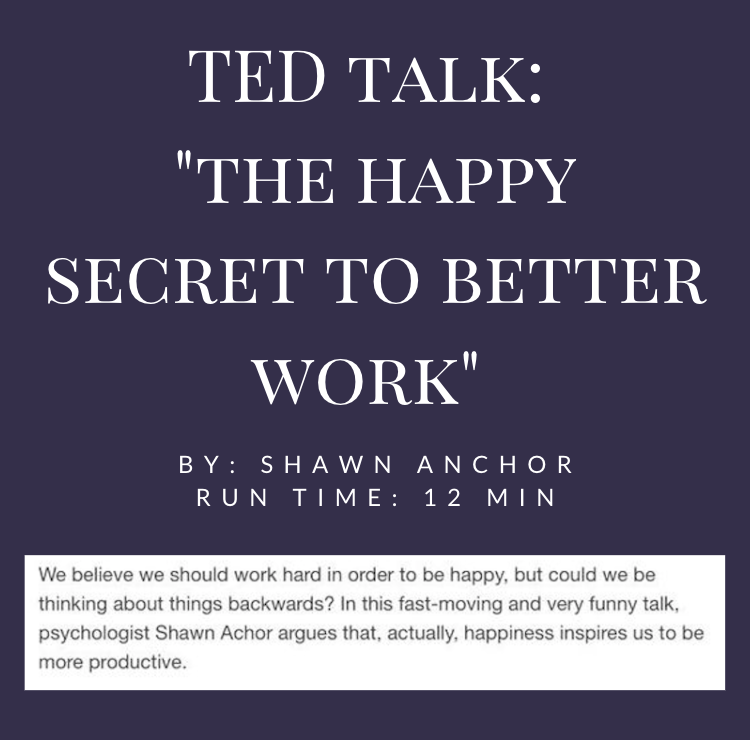 TED TALK:
"THE HAPPY
SECRET TO BETTER
WORK"
BY: SHAWN ANCHOR
RUN TIME: 12 MIN
We believe we should work hard in order to be happy, but could we be
thinking about things backwards? In this fast-moving and very funny talk,
psychologist Shawn Achor argues that, actually, happiness inspires us to be
more productive.